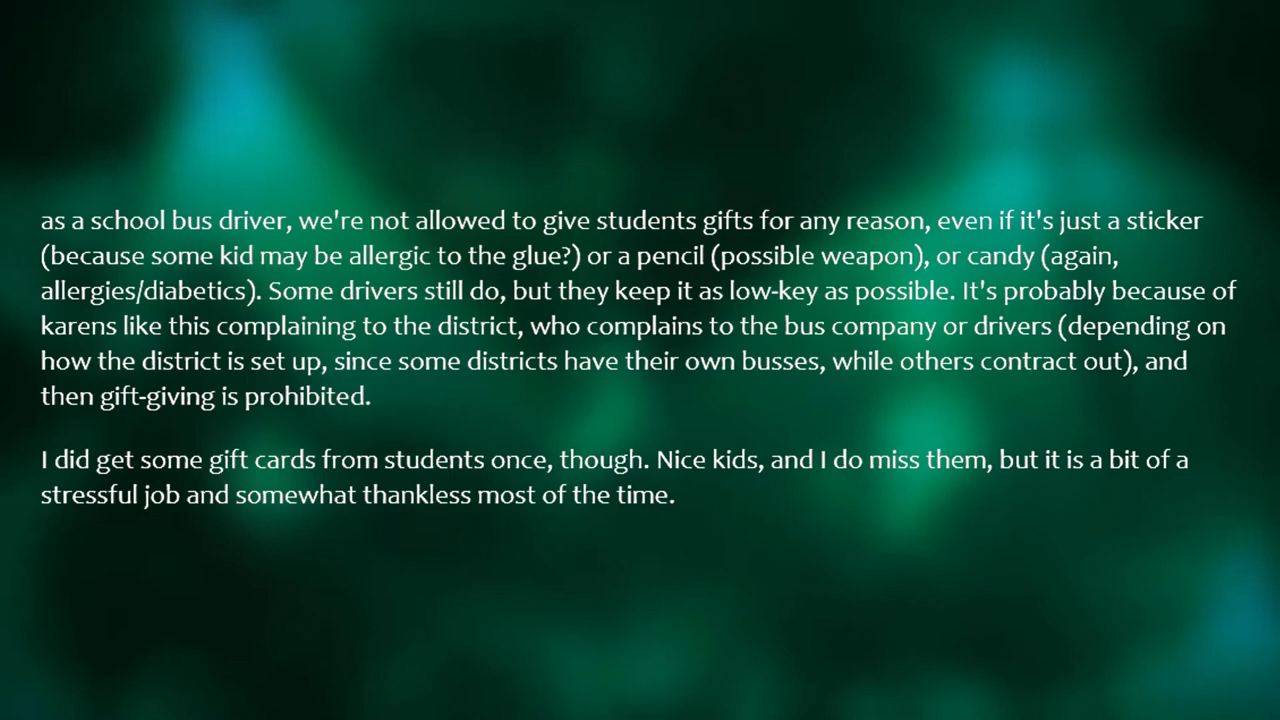 as a school bus driver, we're not allowed to give students gifts for any reason, even if it's just a sticker
(because some kid may be allergic to the glue?) or a pencil (possible weapon), or candy (again,
allergies/diabetics). Some drivers still do, but they keep it as low-key as possible. It's probably because of
karens like this complaining to the district, who complains to the bus company or drivers (depending on
how the district is set up, since some districts have their own busses, while others contract out), and
then gift-giving is prohibited.
I did get some gift cards from students once, though. Nice kids, and I do miss them, but it is a bit of a
stressful job and somewhat thankless most of the time.